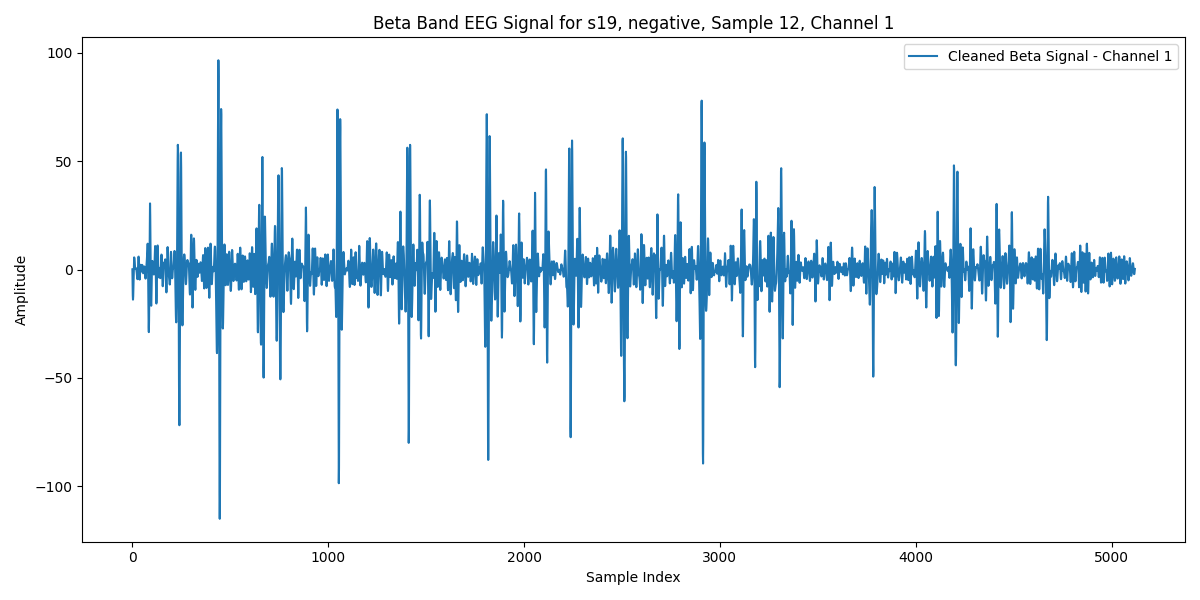 Beta Band EEG Signal for s19, negative, Sample 12, Channel 1
Cleaned Beta Signal - Channel 1
Amplitude
100
50
0
−50
−100
0 1000 2000 3000 4000 5000
Sample Index